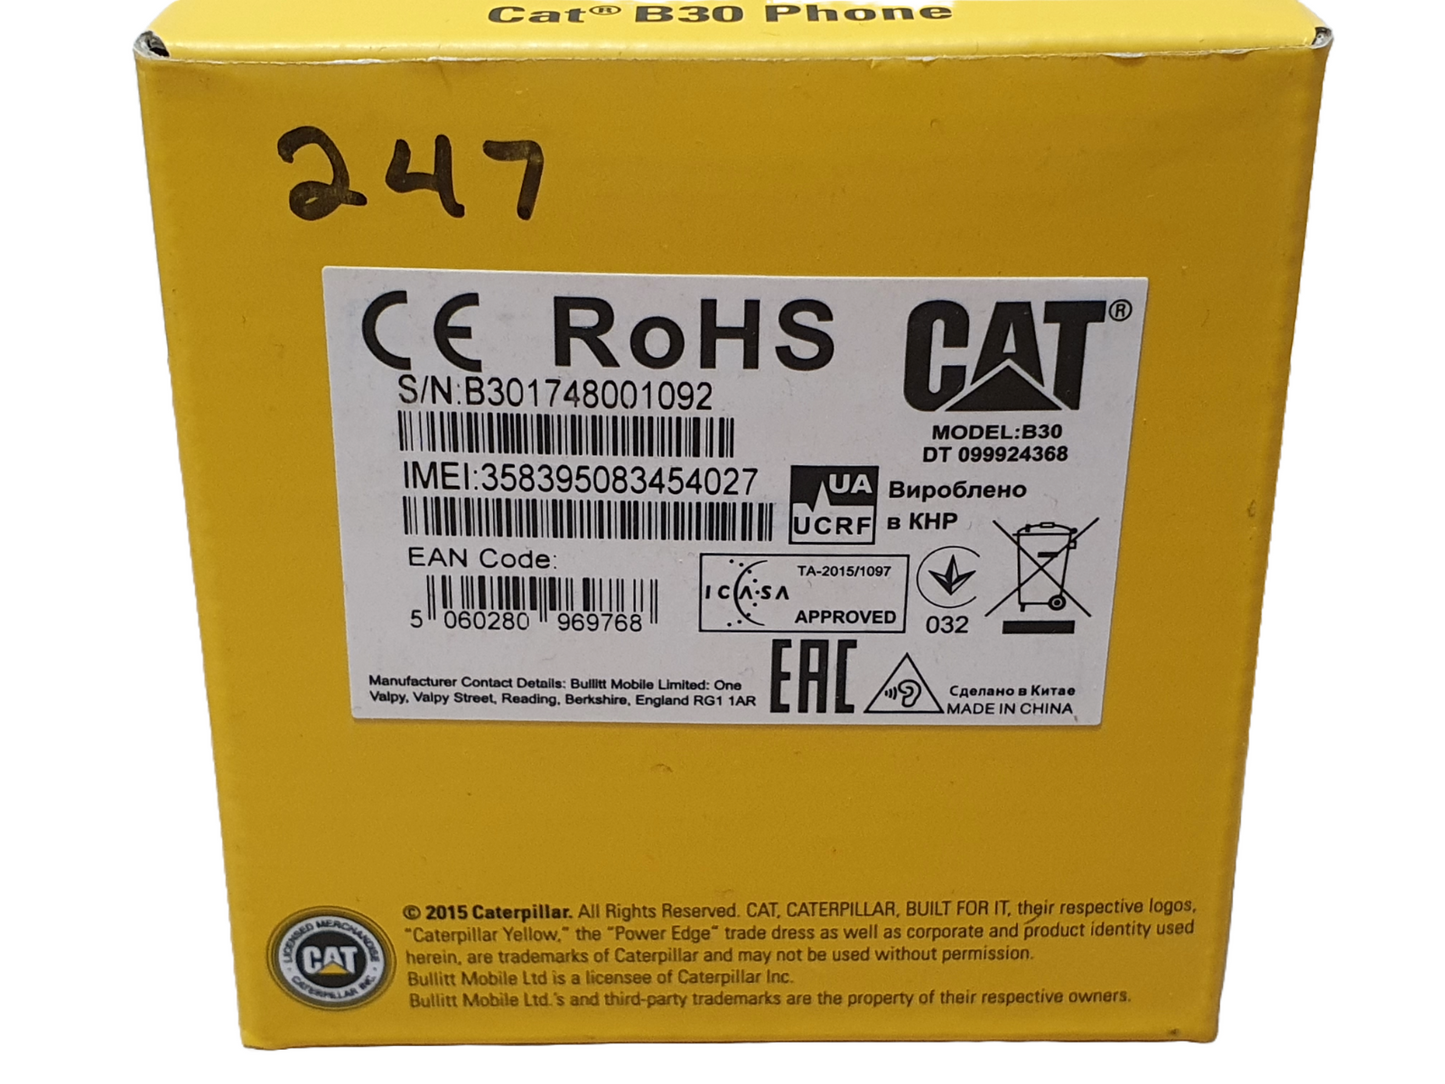 Cat® B30 Phone
247
CE RoHS CAT®
S/N:B301748001092
MODEL:B30
DT 099924368
IMEI:358395083454027
UA
UCRF
Вироблено
в КНР
EAN Code:
5 060280 969768
ICASA
TA-2015/1097
APPROVED
032
EAC
Manufacturer Contact Details: Bullitt Mobile Limited: One
Valpy, Valpy Street, Reading, Berkshire, England RG1 1AR
Сделано в Китае
MADE IN CHINA
LICENSED MERCHANDISE
CAT
CATERPILLAR INC.
© 2015 Caterpillar. All Rights Reserved. CAT, CATERPILLAR, BUILT FOR IT, their respective logos,
"Caterpillar Yellow," the "Power Edge" trade dress as well as corporate and product identity used
herein, are trademarks of Caterpillar and may not be used without permission.
Bullitt Mobile Ltd is a licensee of Caterpillar Inc.
Bullitt Mobile Ltd.'s and third-party trademarks are the property of their respective owners.